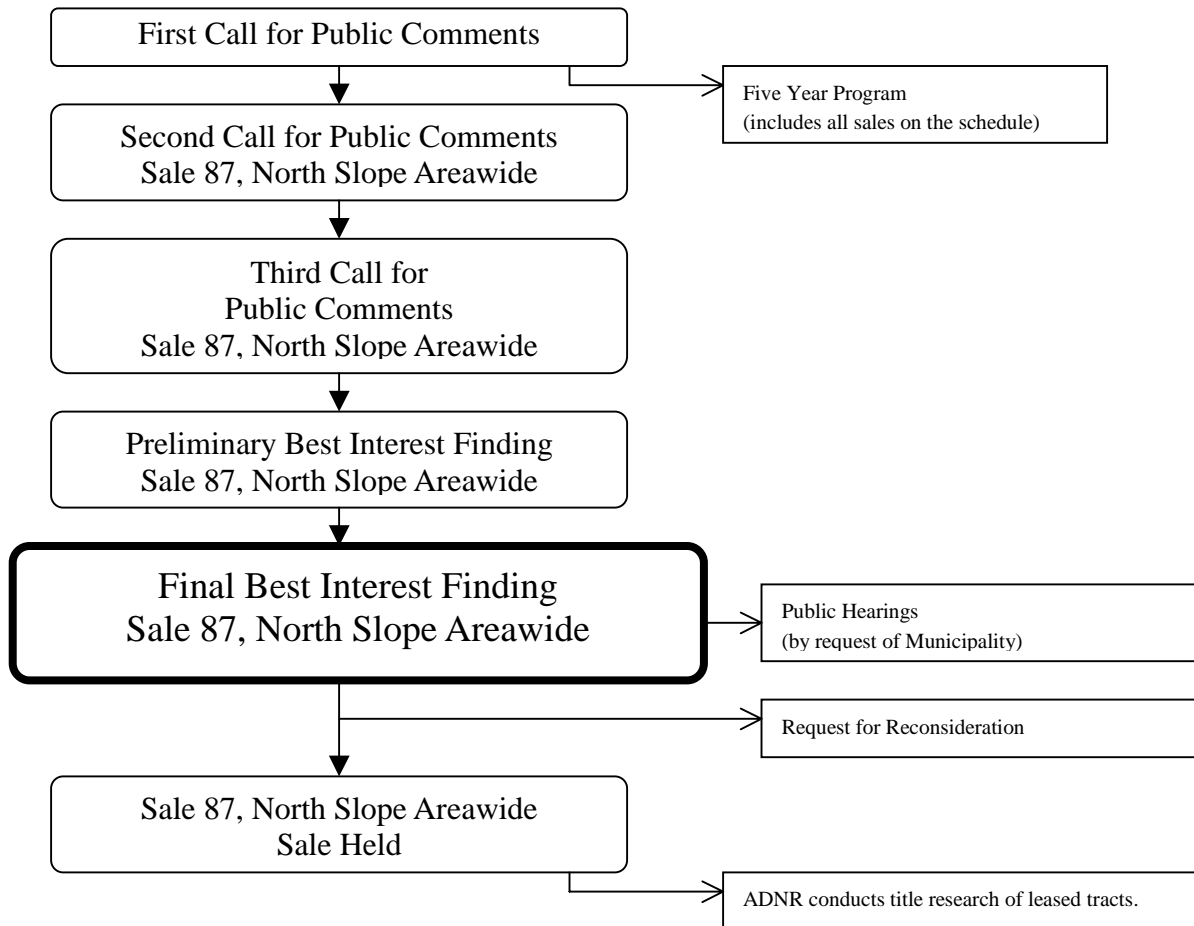 First Call for Public Comments
Five Year Program
(includes all sales on the schedule)
Second Call for Public Comments
Sale 87, North Slope Areawide
Third Call for
Public Comments
Sale 87, North Slope Areawide
Preliminary Best Interest Finding
Sale 87, North Slope Areawide
Final Best Interest Finding
Sale 87, North Slope Areawide
Public Hearings
(by request of Municipality)
Request for Reconsideration
Sale 87, North Slope Areawide
Sale Held
ADNR conducts title research of leased tracts.